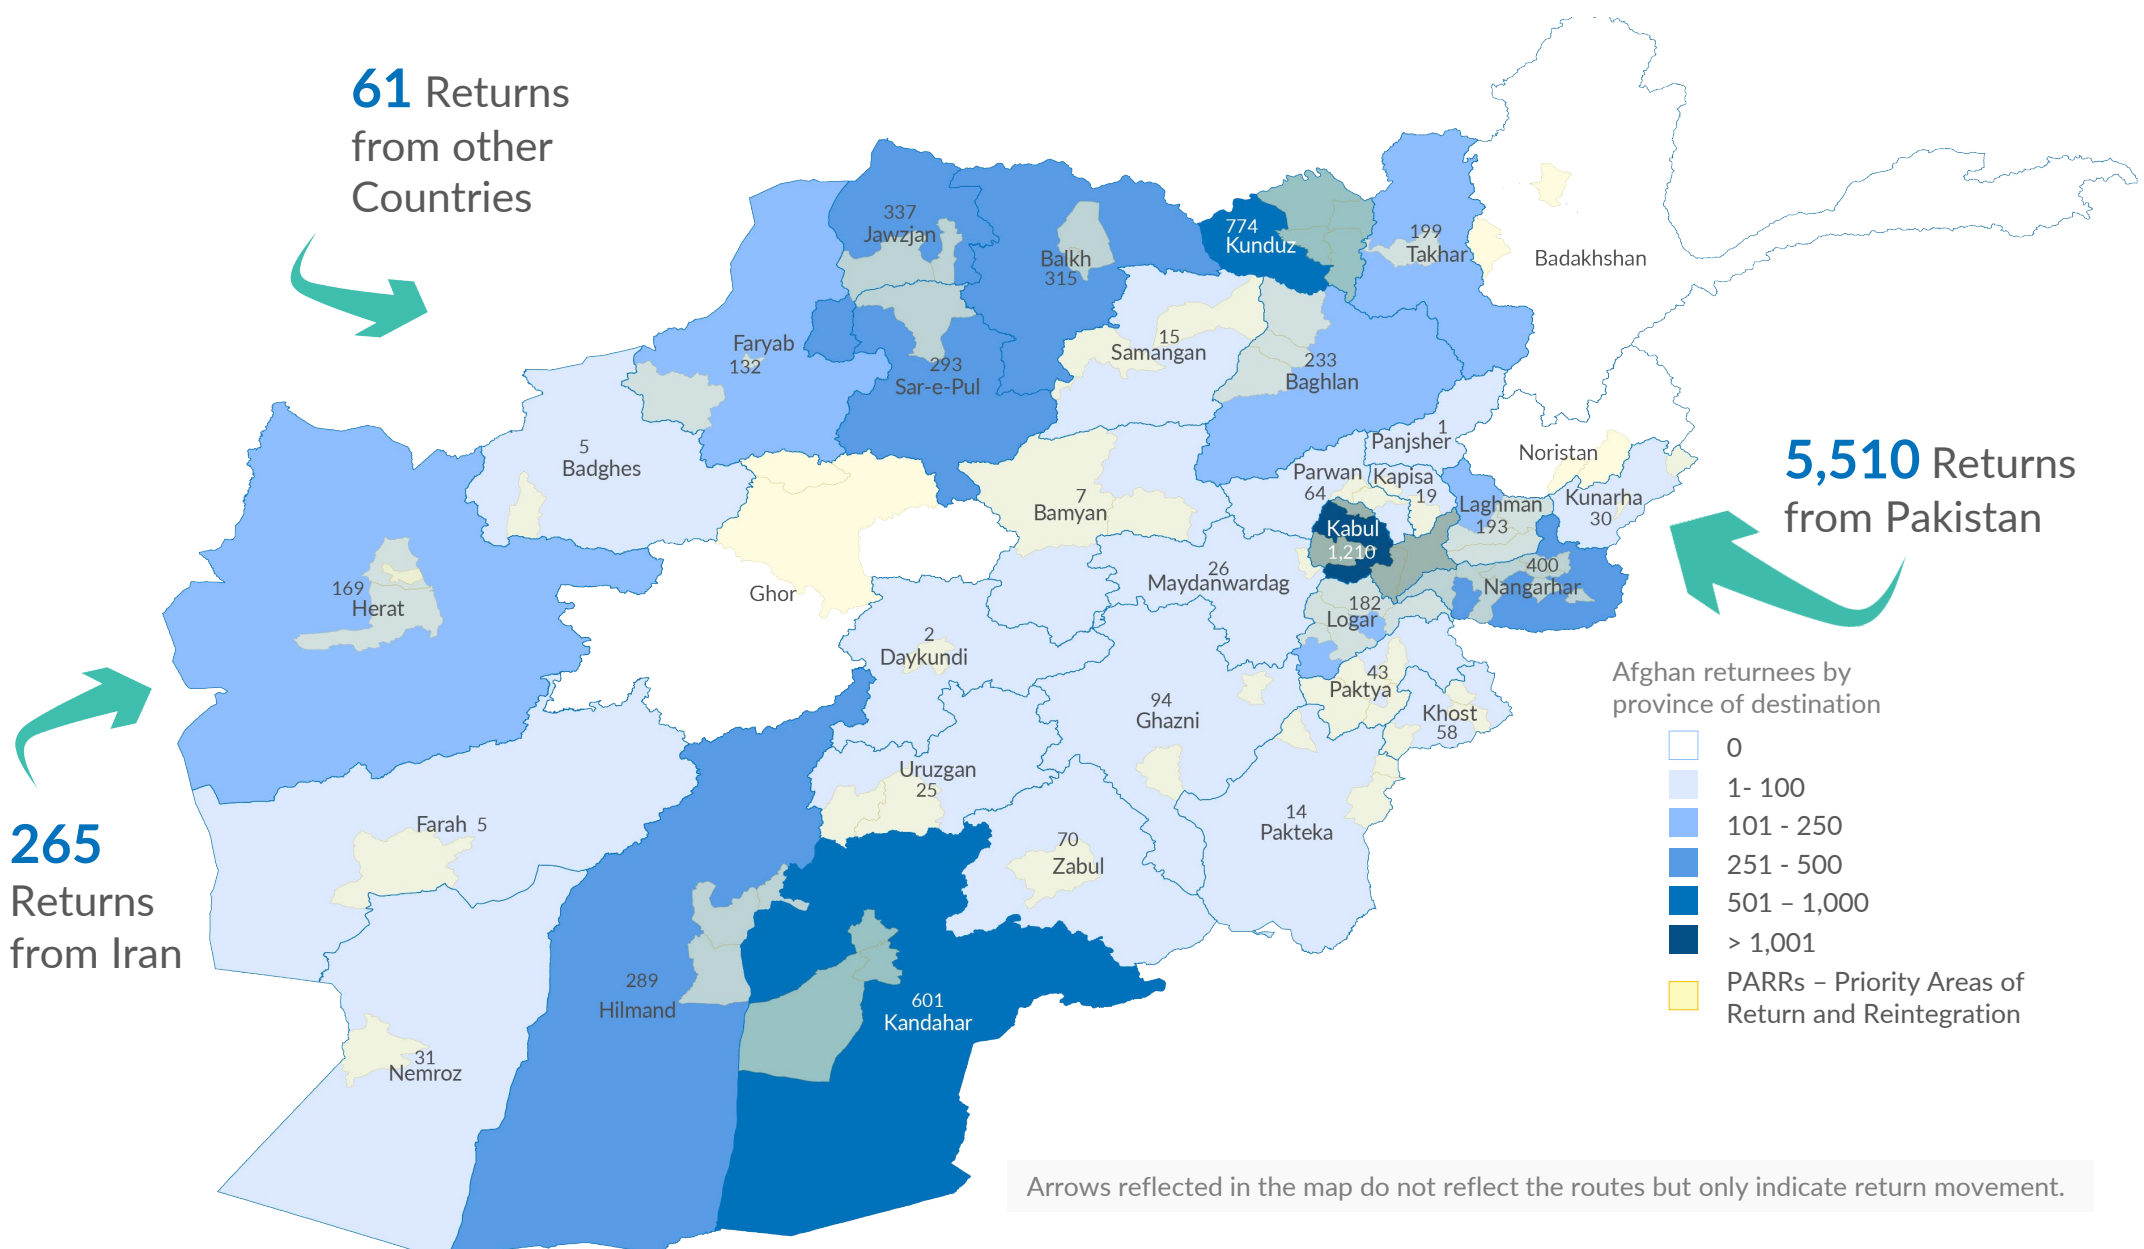 61 Returns
from other
Countries
337
Jawzjan
Balkh
315
774
Kunduz
199
Takhar
Badakhshan
Faryab
132
293
Sar-e-Pul
15
Samangan
233
Baghlan
1
Panjsher
5
Badghes
7
Bamyan
Parwan
64
Kapisa
19
Laghman
193
Noristan
Kunarha
30
5,510 Returns
from Pakistan
Kabul
1,210
400
Nangarhar
169
Herat
Ghor
26
Maydanwardag
182
Logar
2
Daykundi
43
Paktya
94
Ghazni
Khost
58
265
Returns
from Iran
Farah 5
Uruzgan
25
70
Zabul
14
Pakteka
289
Hilmand
601
Kandahar
31
Nemroz
Afghan returnees by
province of destination
0
1- 100
101 - 250
251 - 500
501 – 1,000
> 1,001
PARRs – Priority Areas of
Return and Reintegration
Arrows reflected in the map do not reflect the routes but only indicate return movement.